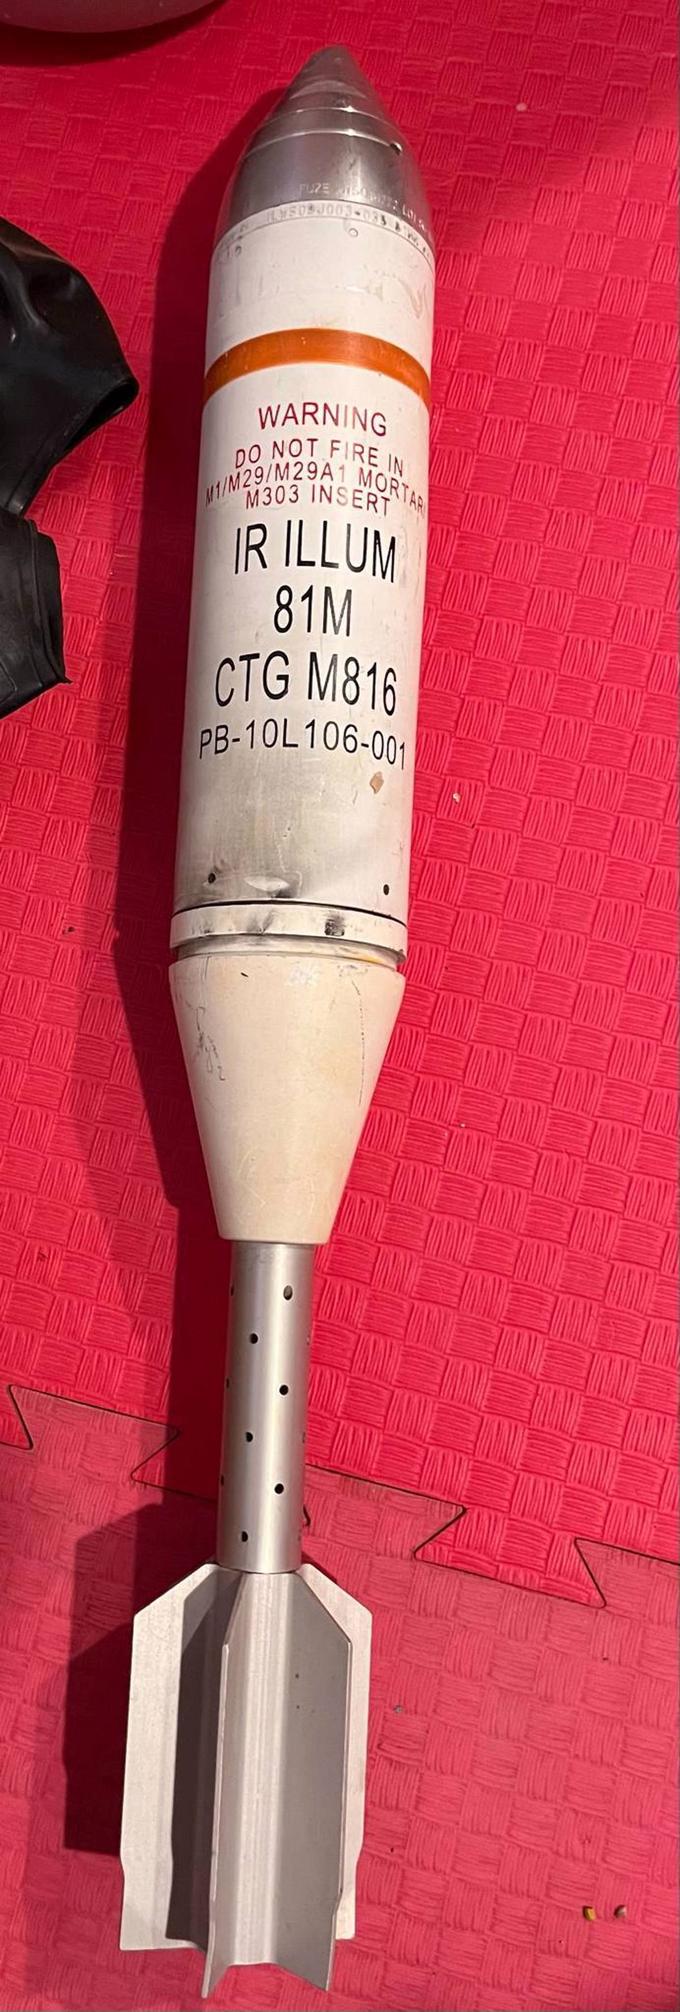 FUZE
WARNING
DO NOT FIRE IN
M1/M29/M29A1 MORTAR
M303 INSERT
IR ILLUM
81M
CTG M816
PB-10L106-001